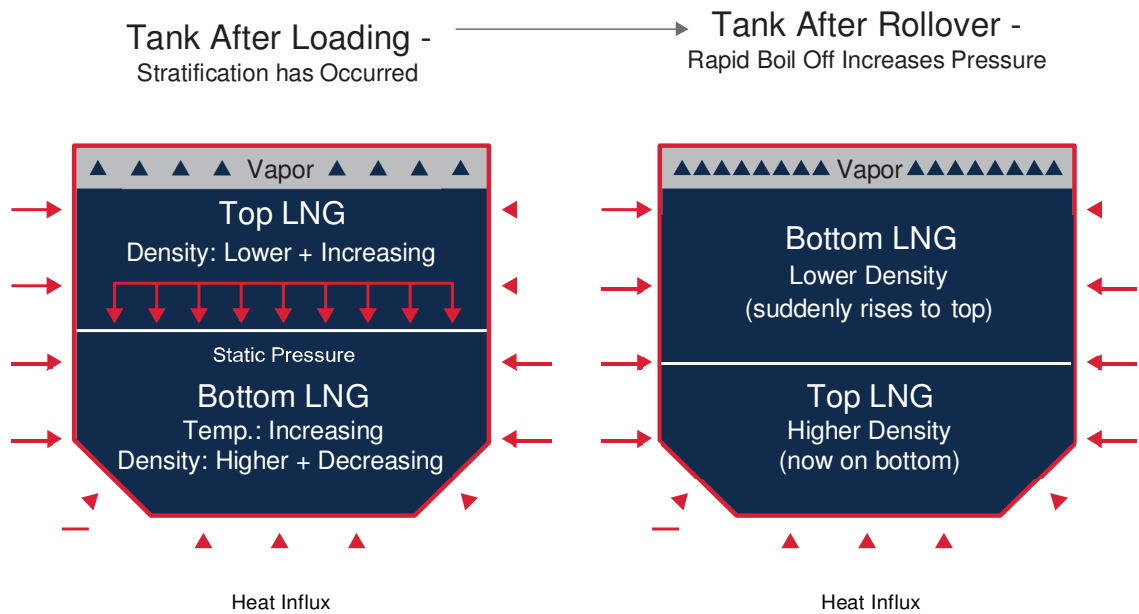 Tank After Loading -
Stratification has Occurred
Tank After Rollover -
Rapid Boil Off Increases Pressure
Vapor
Top LNG
Density: Lower + Increasing
Static Pressure
Bottom LNG
Temp.: Increasing
Density: Higher + Decreasing
Heat Influx
Vapor
Bottom LNG
Lower Density
(suddenly rises to top)
Top LNG
Higher Density
(now on bottom)
Heat Influx